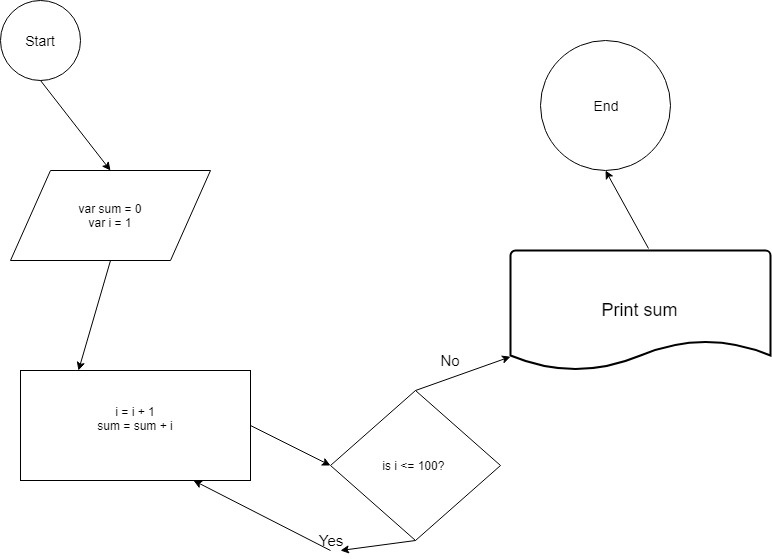 Start
var sum = 0
var i = 1
i = i + 1
sum = sum + i
is i <= 100?
Yes
No
Print sum
End